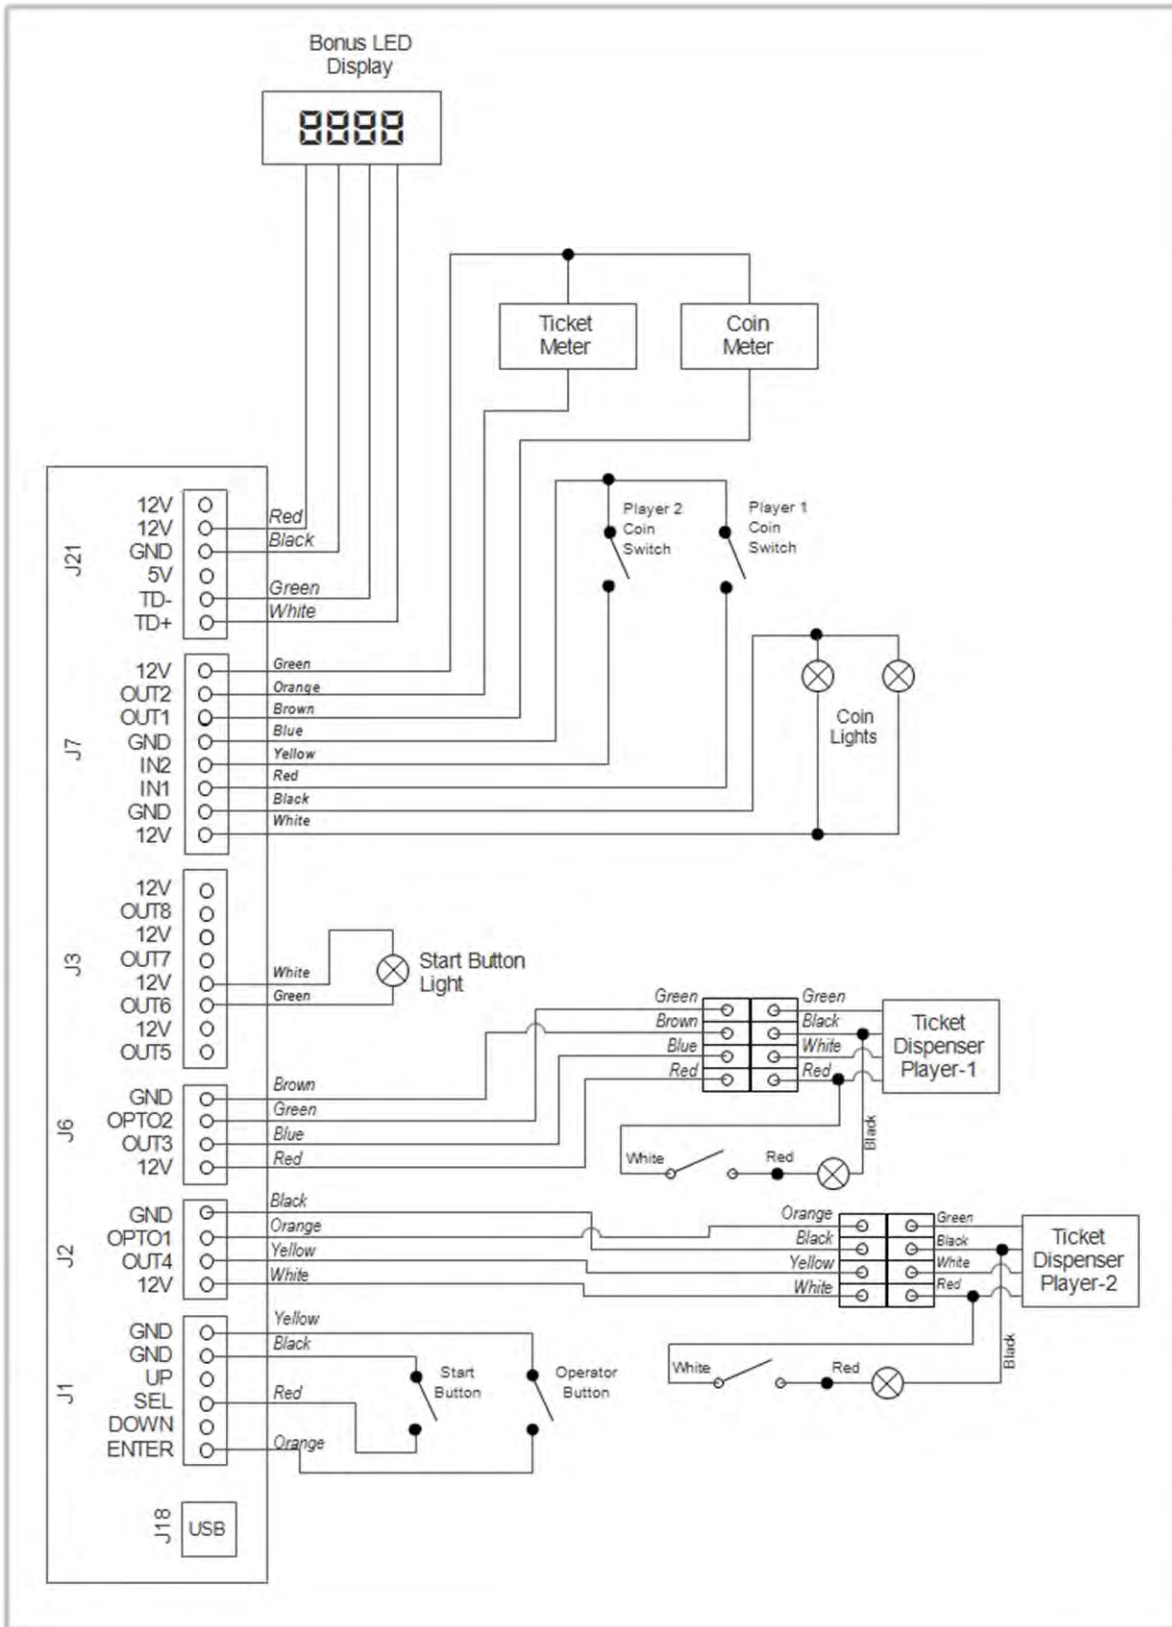 Bonus LED
Display
8888
Ticket
Meter
Coin
Meter
J21
12V
12V
GND
5V
TD-
TD+
Red
Black
Green
White
Player 2
Coin
Switch
Player 1
Coin
Switch
J7
12V
OUT2
OUT1
GND
IN2
IN1
GND
12V
Green
Orange
Brown
Blue
Yellow
Red
Black
White
Coin
Lights
J3
12V
OUT8
12V
OUT7
12V
OUT6
12V
OUT5
White
Green
Start Button
Light
J6
GND
OPTO2
OUT3
12V
Brown
Green
Blue
Red
Green
Brown
Blue
Red
Green
Black
White
Red
Ticket
Dispenser
Player-1
White
Red
Black
J2
GND
OPTO1
OUT4
12V
Black
Orange
Yellow
White
Orange
Black
Yellow
White
Green
Black
White
Red
Ticket
Dispenser
Player-2
White
Red
Black
J1
GND
GND
UP
SEL
DOWN
ENTER
Yellow
Black
Red
Orange
Start
Button
Operator
Button
J18
USB